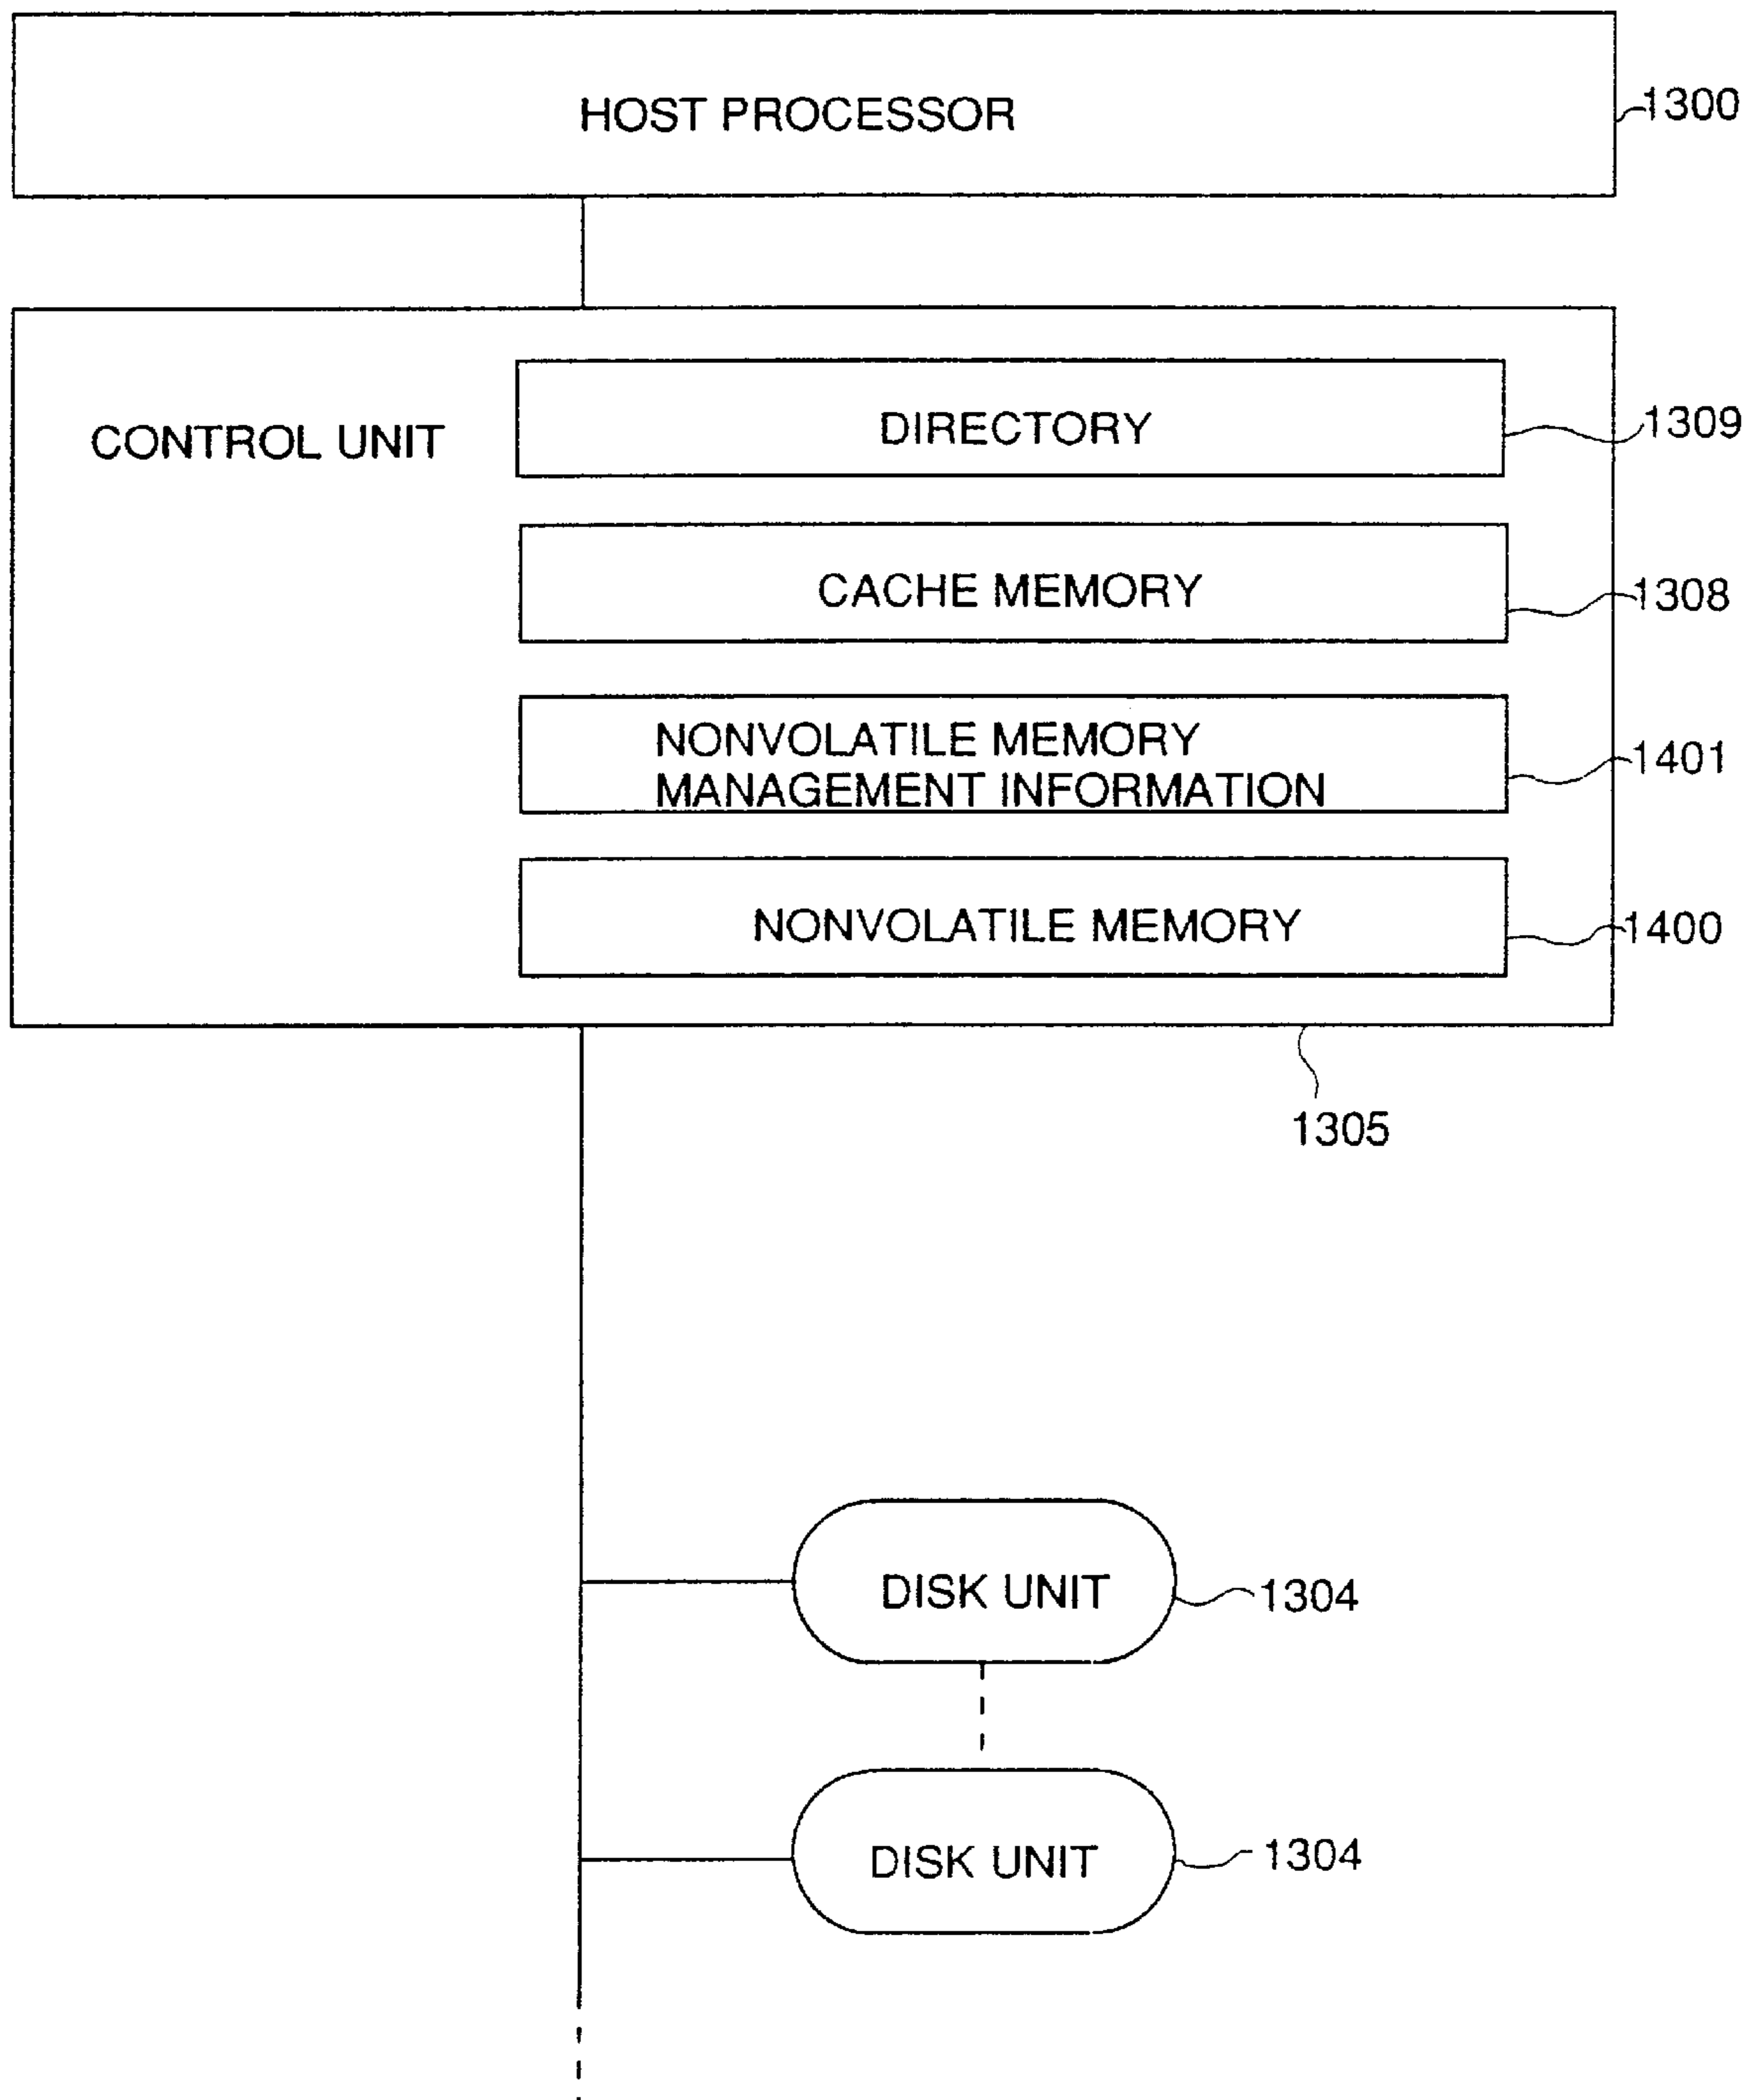 HOST PROCESSOR
1300
CONTROL UNIT
DIRECTORY
1309
CACHE MEMORY
1308
NONVOLATILE MEMORY
MANAGEMENT INFORMATION
1401
NONVOLATILE MEMORY
1400
1305
DISK UNIT
1304
DISK UNIT
1304